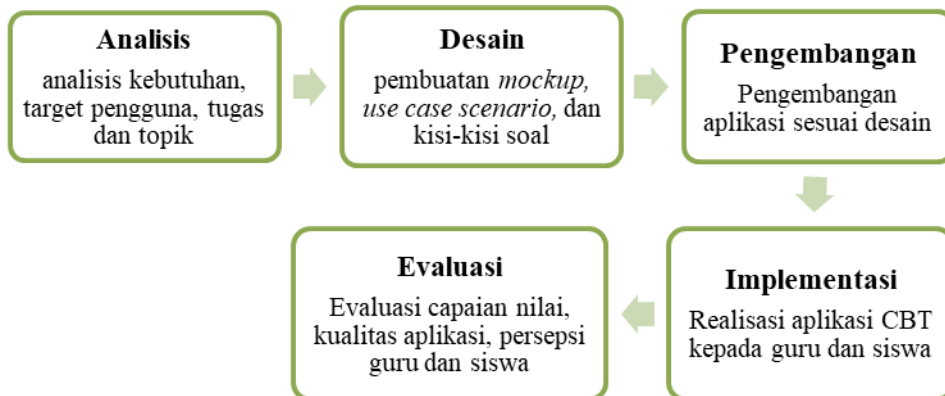 Analisis
analisis kebutuhan,
target pengguna, tugas
dan topik
Desain
pembuatan mockup,
use case scenario, dan
kisi-kisi soal
Pengembangan
Pengembangan
aplikasi sesuai desain
Implementasi
Realisasi aplikasi CBT
kepada guru dan siswa
Evaluasi
Evaluasi capaian nilai,
kualitas aplikasi, persepsi
guru dan siswa